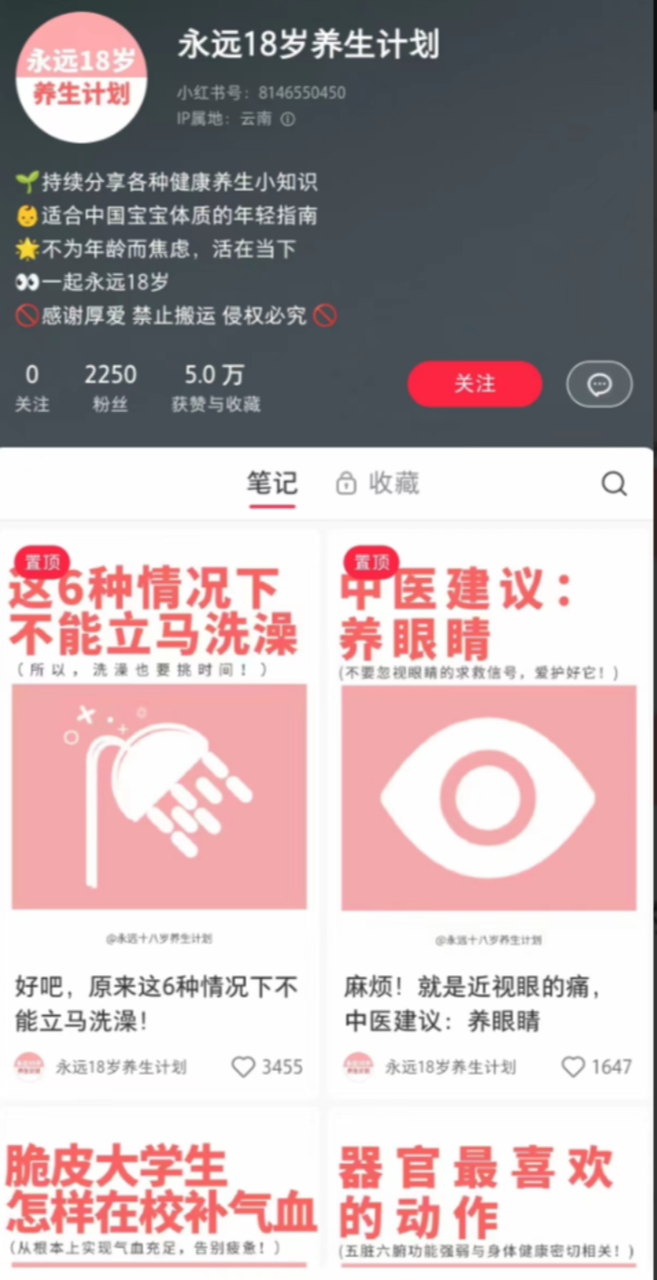 永远18岁
养生计划
永远18岁养生计划
小红书号：8146550450
IP属地：云南
🌱持续分享各种健康养生小知识
👶适合中国宝宝体质的年轻指南
🌟不为年龄而焦虑，活在当下
👀一起永远18岁
🚫感谢厚爱 禁止搬运 侵权必究🚫
0 2250 5.0万
关注 粉丝 获赞与收藏
关注
笔记 收藏
置顶
这6种情况下
不能立马洗澡
（所以，洗澡也要挑时间！）
@永远十八岁养生计划
好吧，原来这6种情况下不
能立马洗澡！
永远18岁养生计划 3455
置顶
中医建议：
养眼睛
(不要忽视眼睛的求救信号，爱护好它！)
@永远十八岁养生计划
麻烦！就是近视眼的痛，
中医建议：养眼睛
永远18岁养生计划 1647
脆皮大学生
怎样在校补气血
(从根本上实现气血充足，告别疲惫！)
器官最喜欢
的动作
(五脏六腑功能强弱与身体健康密切相关！)